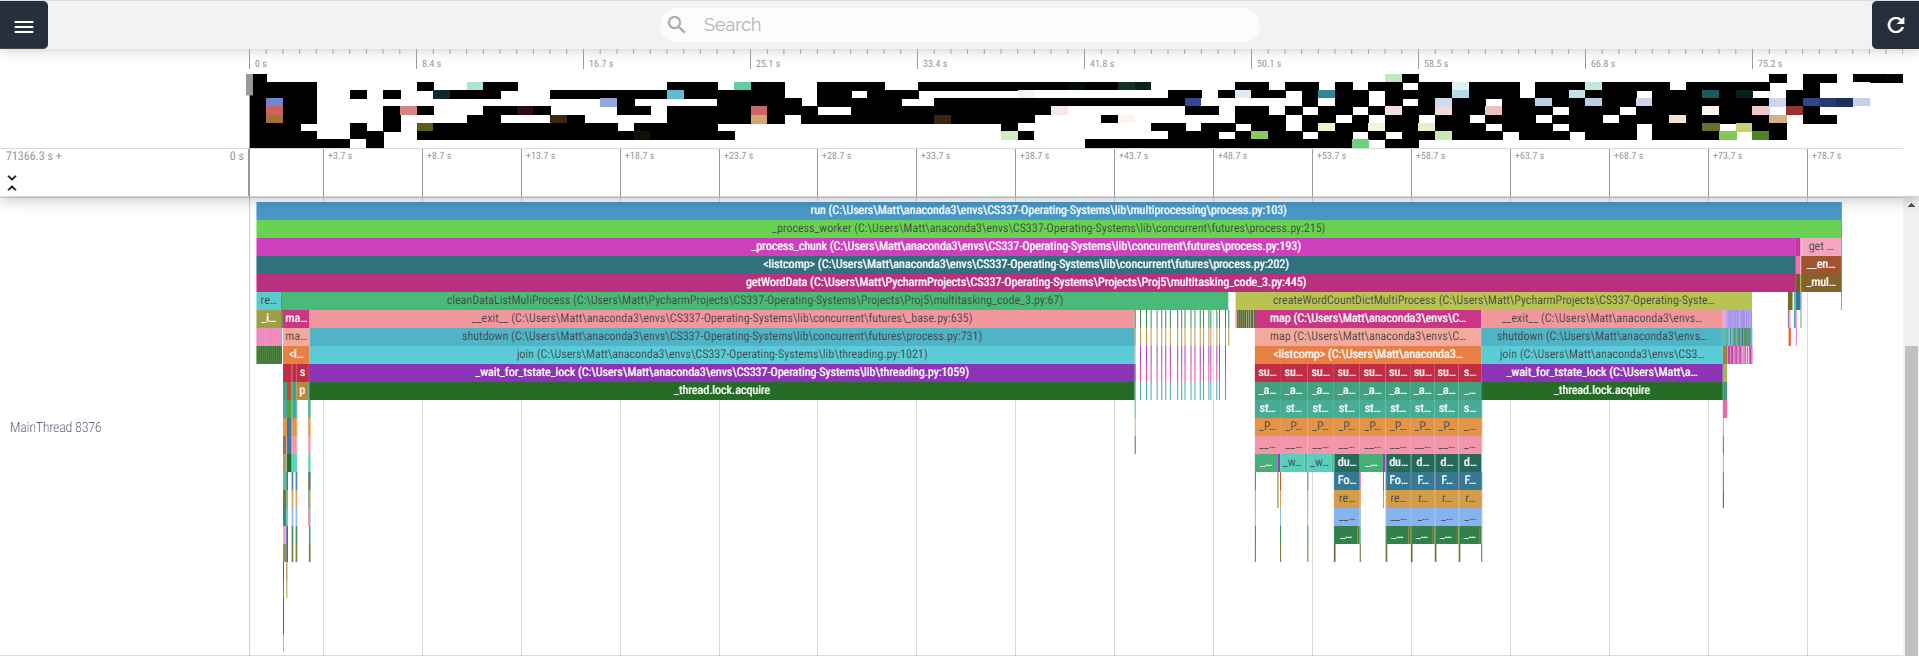 Search
0 s 8.4 s 16.7 s 25.1 s 33.4 s 41.8 s 50.1 s 58.5 s 66.8 s 75.2 s
71366.3 s + 0 s +3.7 s +8.7 s +13.7 s +18.7 s +23.7 s +28.7 s +33.7 s +38.7 s +43.7 s +48.7 s +53.7 s +58.7 s +63.7 s +68.7 s +73.7 s +78.7 s
run (C:\Users\Matt\anaconda3\envs\CS337-Operating-Systems\lib\multiprocessing\process.py:103)
_process_worker (C:\Users\Matt\anaconda3\envs\CS337-Operating-Systems\lib\concurrent\futures\process.py:215)
_process_chunk (C:\Users\Matt\anaconda3\envs\CS337-Operating-Systems\lib\concurrent\futures\process.py:193) get ...
<listcomp> (C:\Users\Matt\anaconda3\envs\CS337-Operating-Systems\lib\concurrent\futures\process.py:202) __en...
getWordData (C:\Users\Matt\PycharmProjects\CS337-Operating-Systems\Projects\Proj5\multitasking_code_3.py:445) _mul...
re... cleanDataListMuliProcess (C:\Users\Matt\PycharmProjects\CS337-Operating-Systems\Projects\Proj5\multitasking_code_3.py:67) createWordCountDictMultiProcess (C:\Users\Matt\PycharmProjects\CS337-Operating-Syste...
_i... ma... __exit__ (C:\Users\Matt\anaconda3\envs\CS337-Operating-Systems\lib\concurrent\futures\_base.py:635) map (C:\Users\Matt\anaconda3\envs\C... __exit__ (C:\Users\Matt\anaconda3\envs...
ma... shutdown (C:\Users\Matt\anaconda3\envs\CS337-Operating-Systems\lib\concurrent\futures\process.py:731) map (C:\Users\Matt\anaconda3\envs\C... shutdown (C:\Users\Matt\anaconda3\envs...
<l... join (C:\Users\Matt\anaconda3\envs\CS337-Operating-Systems\lib\threading.py:1021) <listcomp> (C:\Users\Matt\anaconda3... join (C:\Users\Matt\anaconda3\envs\CS3...
s _wait_for_tstate_lock (C:\Users\Matt\anaconda3\envs\CS337-Operating-Systems\lib\threading.py:1059) su... su... su... su... su... su... su... su... s... _wait_for_tstate_lock (C:\Users\Matt\a...
p _thread.lock.acquire _a... _a... _a... _a... _a... _a... _a... _a... _... _thread.lock.acquire
st... st... st... st... st... st... st... st... s...
MainThread 8376
_P... _P... _P... _P... _P... _P... _P... _P... _...
__... __... __... __... __... __... __... __... _...
_... _w... _w... du... _... du... d... d... d...
Fo... Fo... F... F... F...
re... re... r... r... r...
__... __... _... _... _...
_... _... _... _... _...